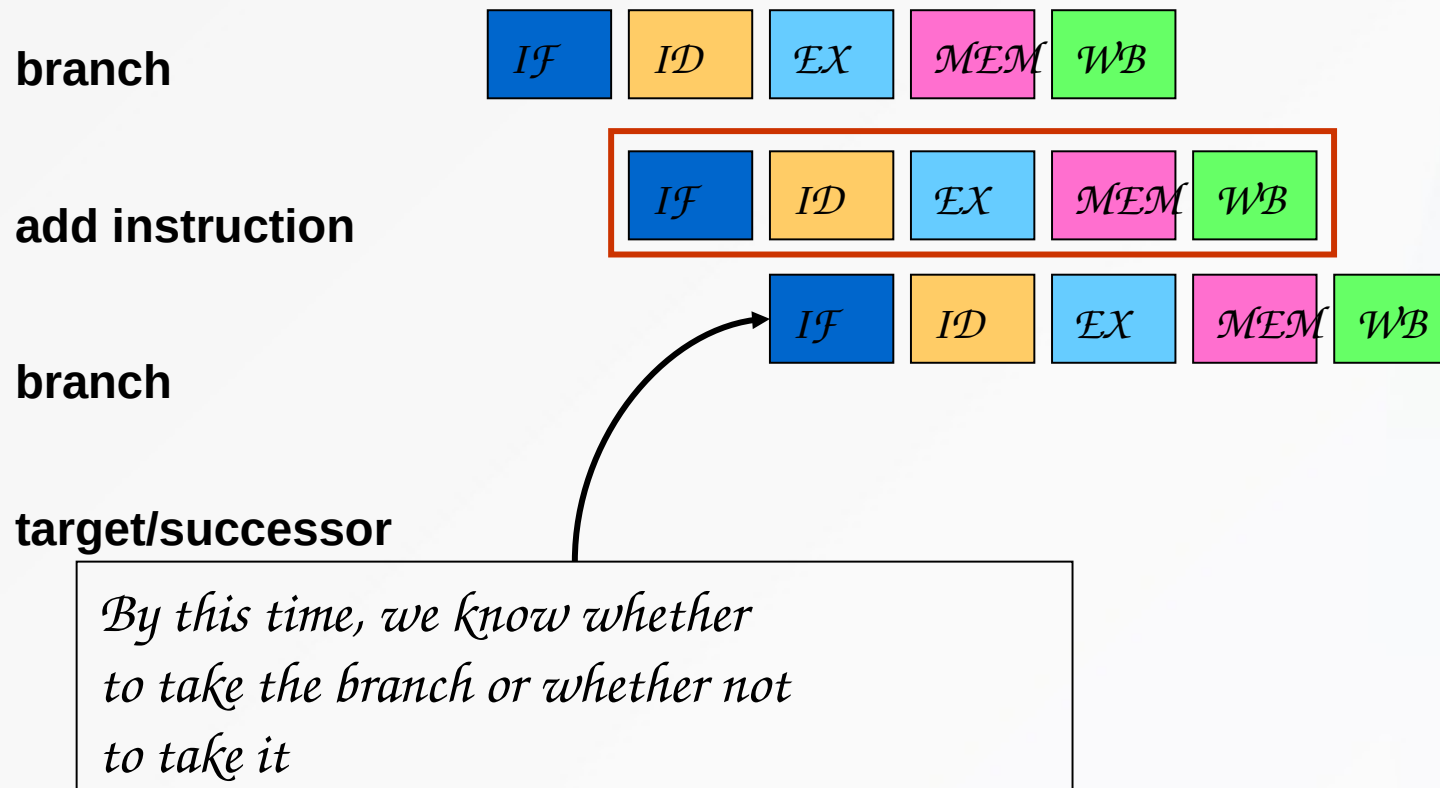 branch IF ID EX MEM WB
add instruction IF ID EX MEM WB
IF ID EX MEM WB
branch
target/successor
By this time, we know whether
to take the branch or whether not
to take it